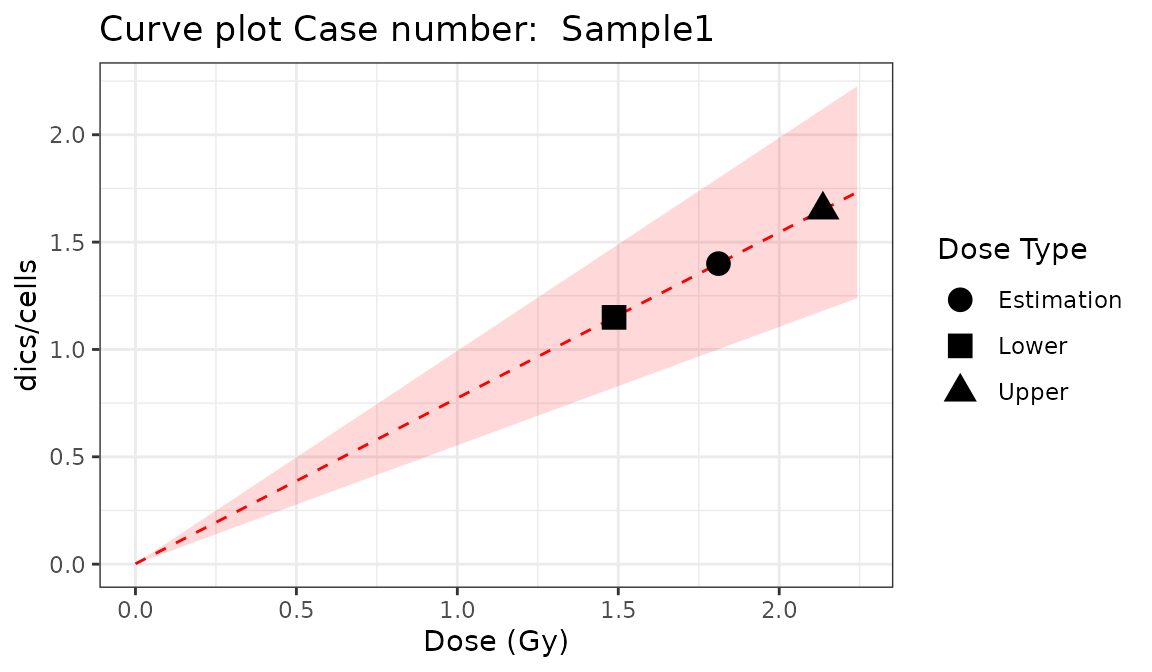 Curve plot Case number:  Sample1
2.0
1.5
1.0
0.5
0.0
dics/cells
0.0 0.5 1.0 1.5 2.0
Dose (Gy)
Dose Type
Estimation
Lower
Upper